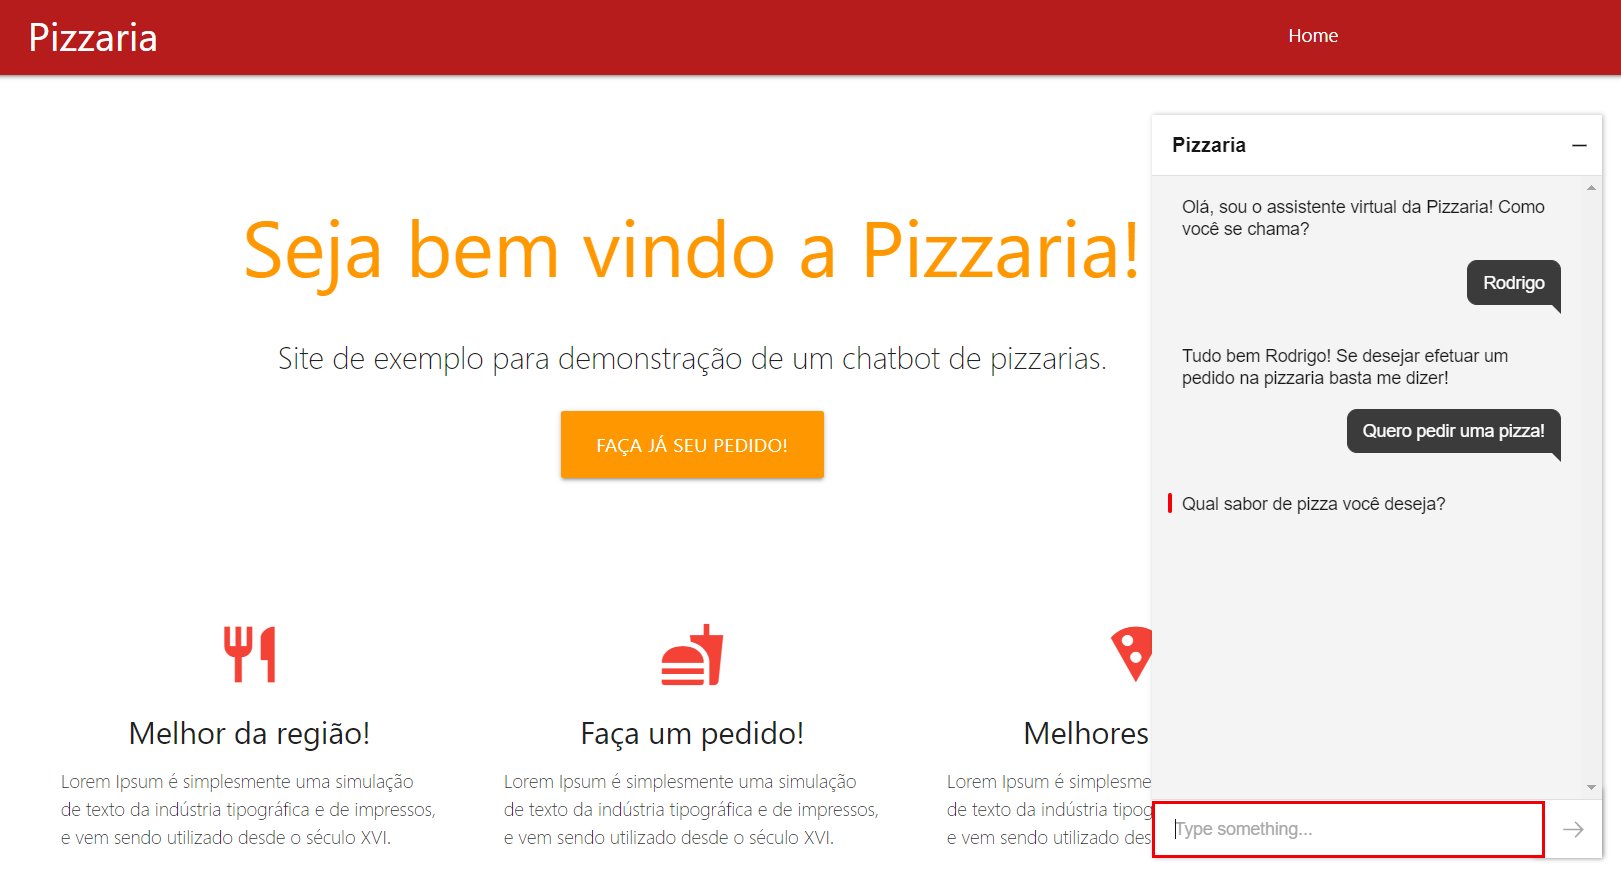 Pizzaria
Home
Seja bem vindo a Pizzaria!
Site de exemplo para demonstração de um chatbot de pizzarias.
FAÇA JÁ SEU PEDIDO!
Melhor da região!
Lorem Ipsum é simplesmente uma simulação
de texto da indústria tipográfica e de impressos,
e vem sendo utilizado desde o século XVI.
Faça um pedido!
Lorem Ipsum é simplesmente uma simulação
de texto da indústria tipográfica e de impressos,
e vem sendo utilizado desde o século XVI.
Melhores
Lorem Ipsum é simplesme
de texto da indústria tipog
e vem sendo utilizado des
Pizzaria
Olá, sou o assistente virtual da Pizzaria! Como
você se chama?
Rodrigo
Tudo bem Rodrigo! Se desejar efetuar um
pedido na pizzaria basta me dizer!
Quero pedir uma pizza!
Qual sabor de pizza você deseja?
Type something...